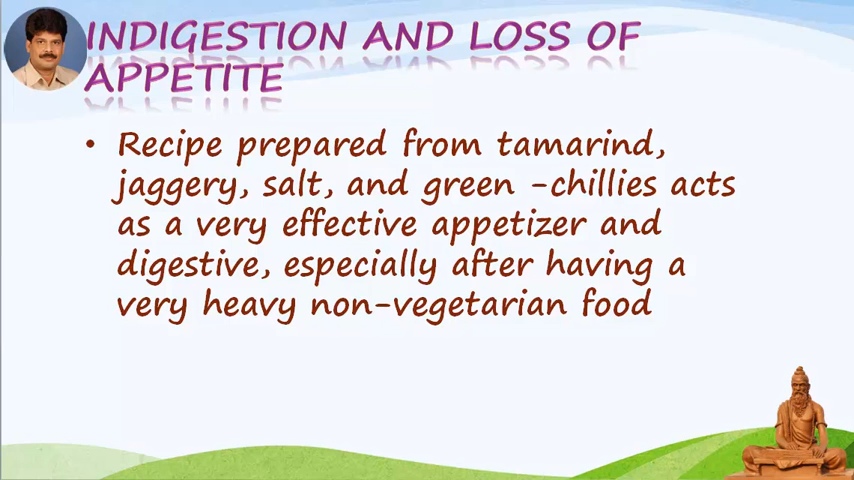 INDIGESTION AND LOSS OF
APPETITE
• Recipe prepared from tamarind,
jaggery, salt, and green -chillies acts
as a very effective appetizer and
digestive, especially after having a
very heavy non-vegetarian food